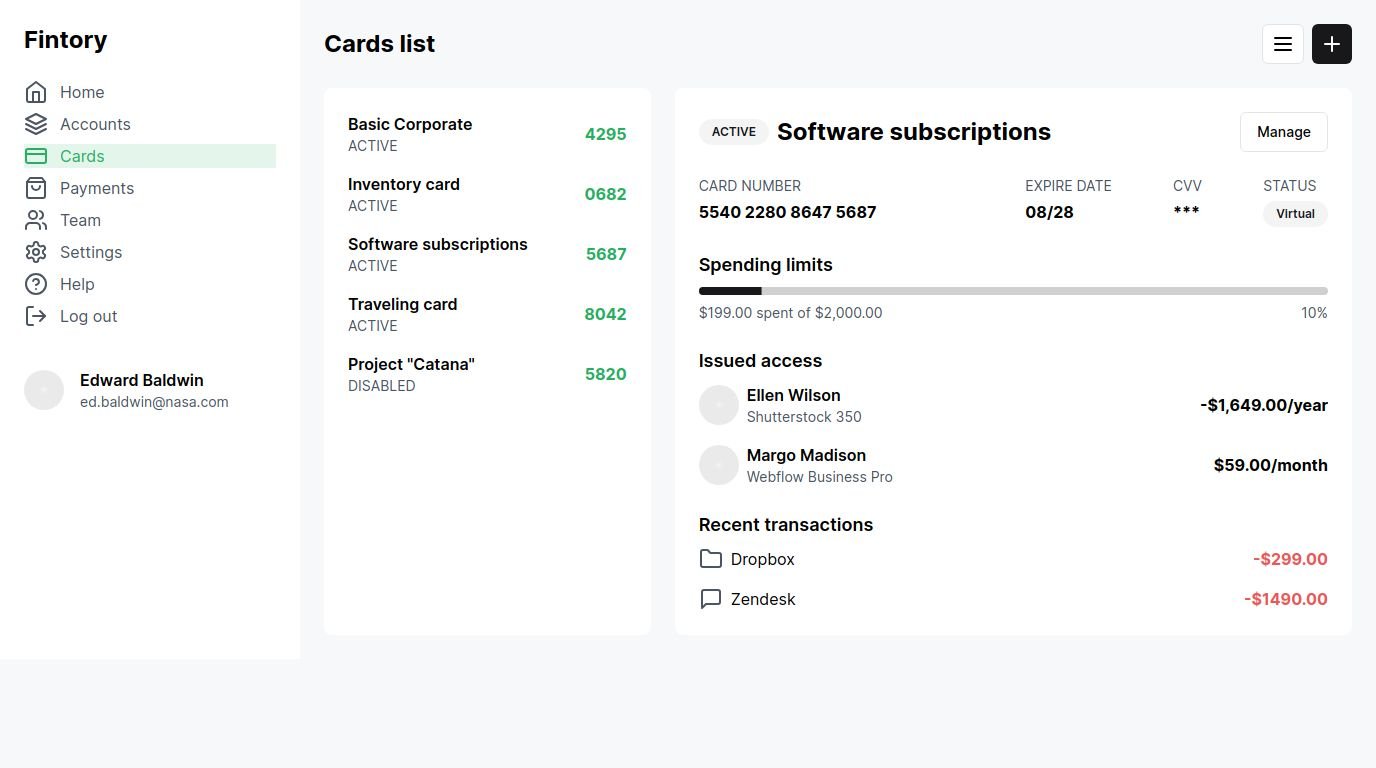 Fintory
Home
Accounts
Cards
Payments
Team
Settings
Help
Log out
Edward Baldwin
ed.baldwin@nasa.com
Cards list
Basic Corporate
ACTIVE
4295
Inventory card
ACTIVE
0682
Software subscriptions
ACTIVE
5687
Traveling card
ACTIVE
8042
Project "Catana"
DISABLED
5820
ACTIVE Software subscriptions
Manage
CARD NUMBER
5540 2280 8647 5687
EXPIRE DATE
08/28
CVV
***
STATUS
Virtual
Spending limits
$199.00 spent of $2,000.00
10%
Issued access
Ellen Wilson
Shutterstock 350
-$1,649.00/year
Margo Madison
Webflow Business Pro
$59.00/month
Recent transactions
Dropbox
-$299.00
Zendesk
-$1490.00